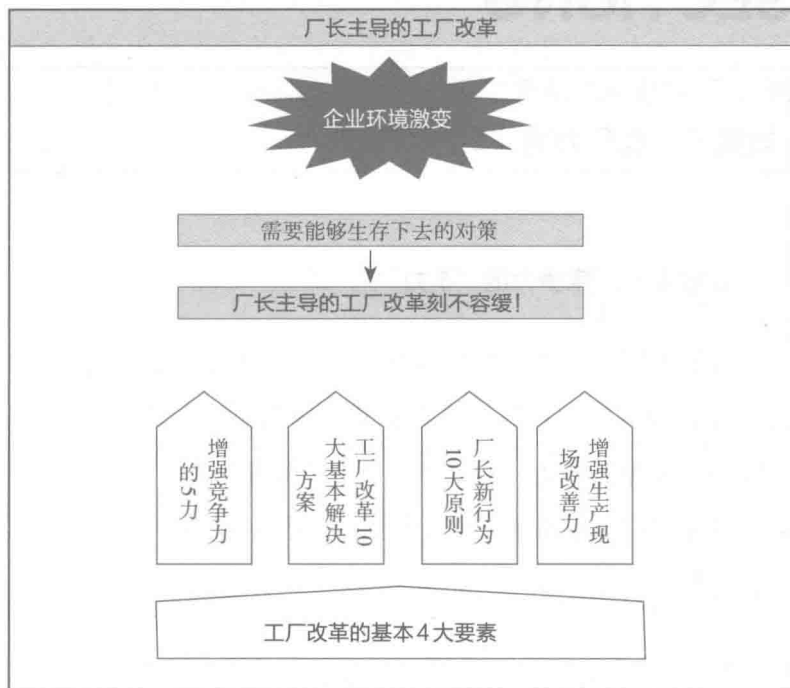 厂长主导的工厂改革
企业环境激变
需要能够生存下去的对策
厂长主导的工厂改革刻不容缓！
增强竞争力
的5力
工厂改革10
大基本解决
方案
厂长新行为
10大原则
增强生产现
场改善力
工厂改革的基本4大要素